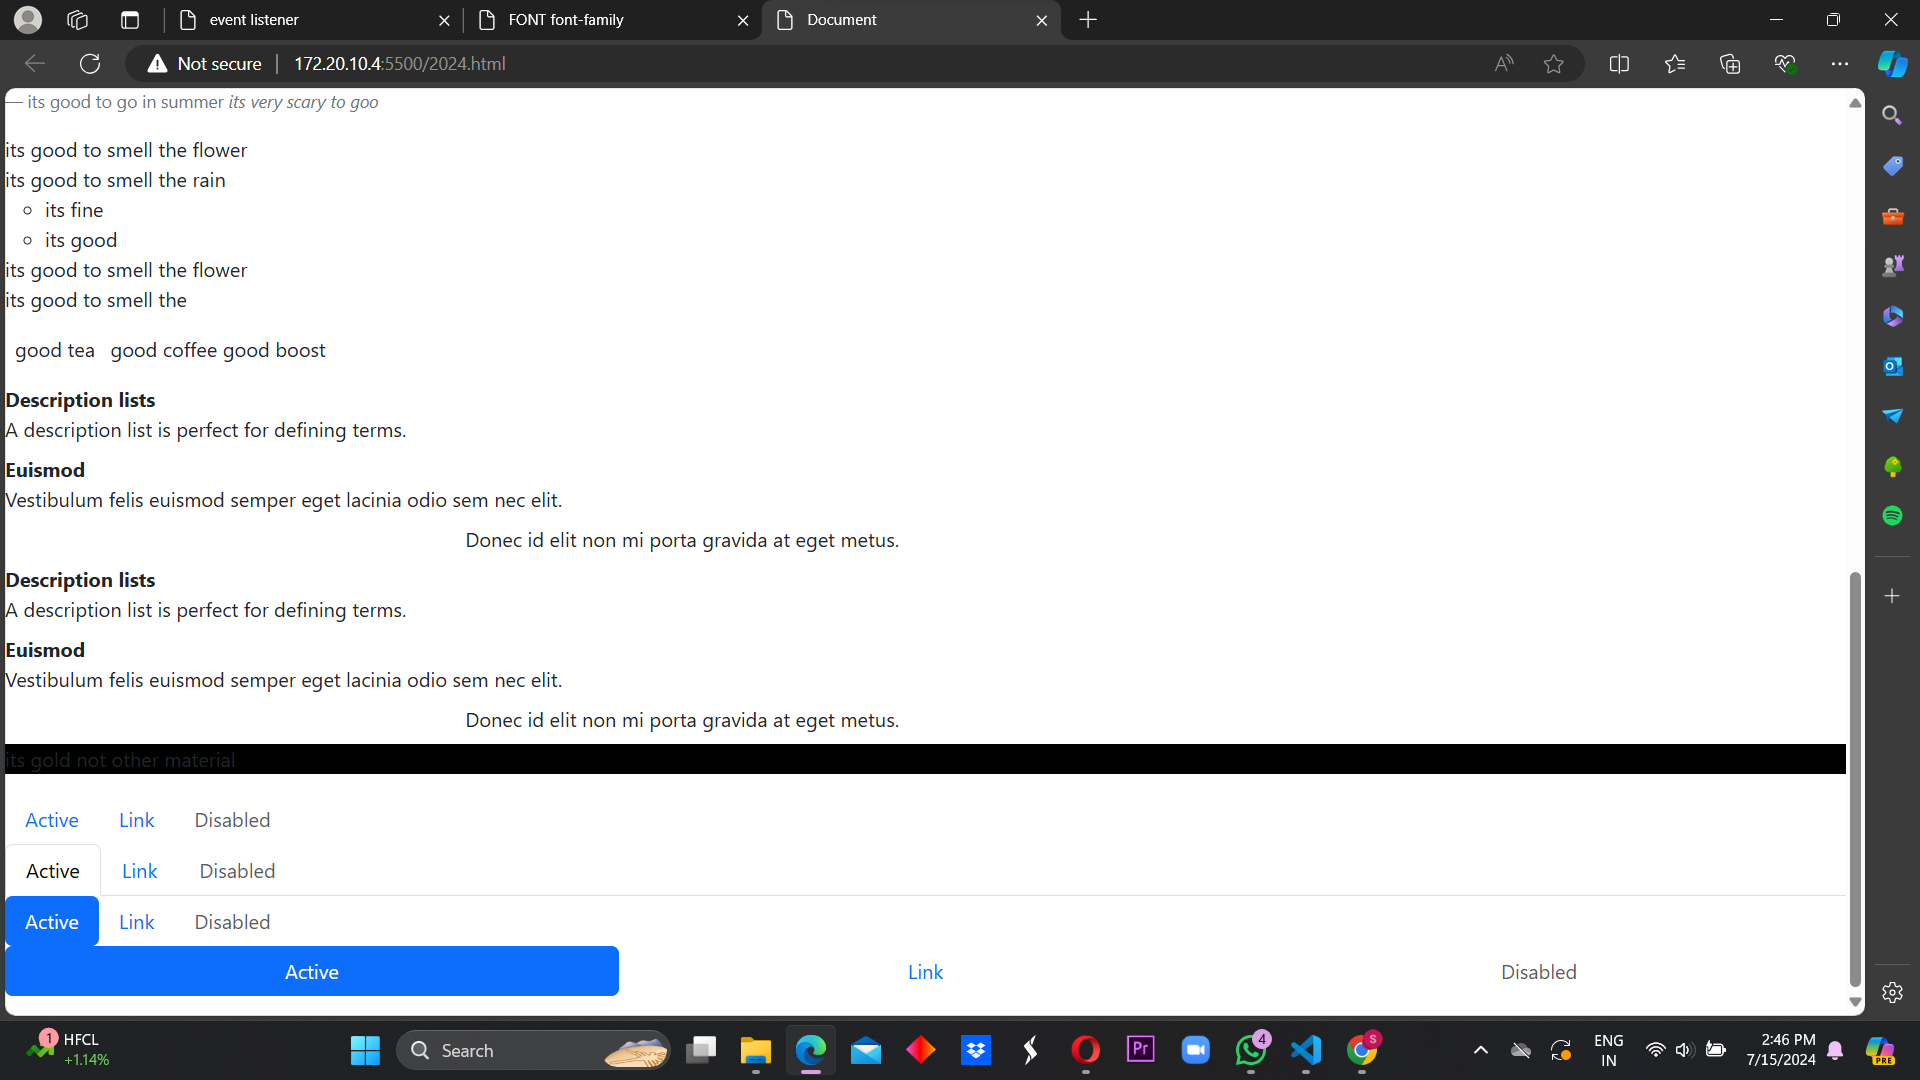 event listener
FONT font-family
Document
Not secure
172.20.10.4:5500/2024.html
— its good to go in summer its very scary to goo
its good to smell the flower
its good to smell the rain
its fine
its good
its good to smell the flower
its good to smell the
good tea good coffee good boost
Description lists
A description list is perfect for defining terms.
Euismod
Vestibulum felis euismod semper eget lacinia odio sem nec elit.
Donec id elit non mi porta gravida at eget metus.
Description lists
A description list is perfect for defining terms.
Euismod
Vestibulum felis euismod semper eget lacinia odio sem nec elit.
Donec id elit non mi porta gravida at eget metus.
its gold not other material
Active Link Disabled
Active Link Disabled
Active Link Disabled
Active Link Disabled
1
HFCL
+1.14%
Search
Pr
4
S
ENG
IN
2:46 PM
7/15/2024
PRE